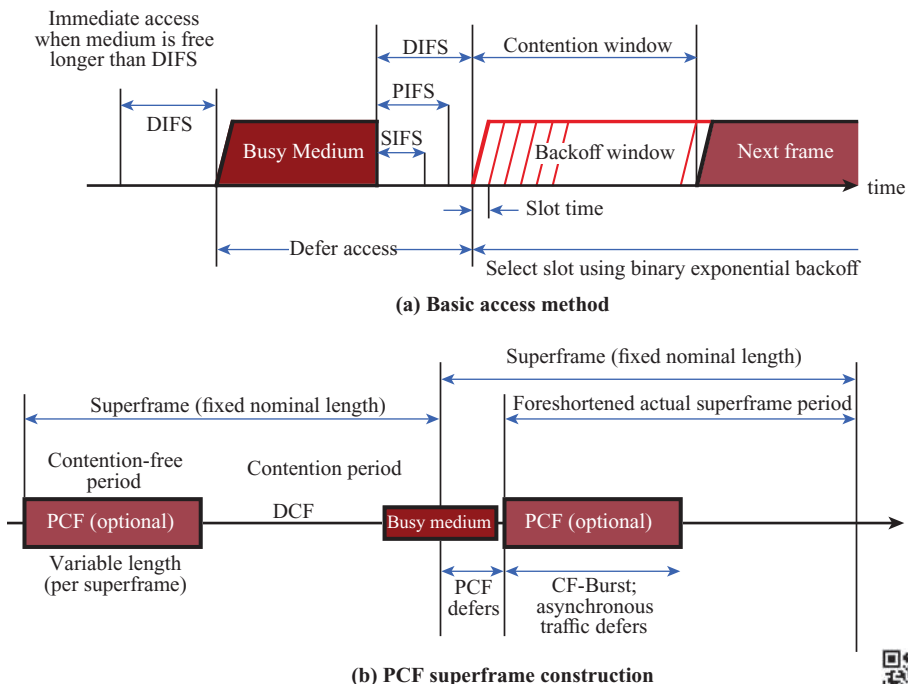 Immediate access
when medium is free
longer than DIFS
DIFS
Contention window
DIFS
PIFS
SIFS
Busy Medium
Backoff window
Next frame
time
Slot time
Defer access
Select slot using binary exponential backoff
(a) Basic access method
Superframe (fixed nominal length)
Superframe (fixed nominal length)
Foreshortened actual superframe period
Contention-free
period
Contention period
PCF (optional)
DCF
Busy medium
PCF (optional)
Variable length
(per superframe)
PCF
defers
CF-Burst;
asynchronous
traffic defers
(b) PCF superframe construction